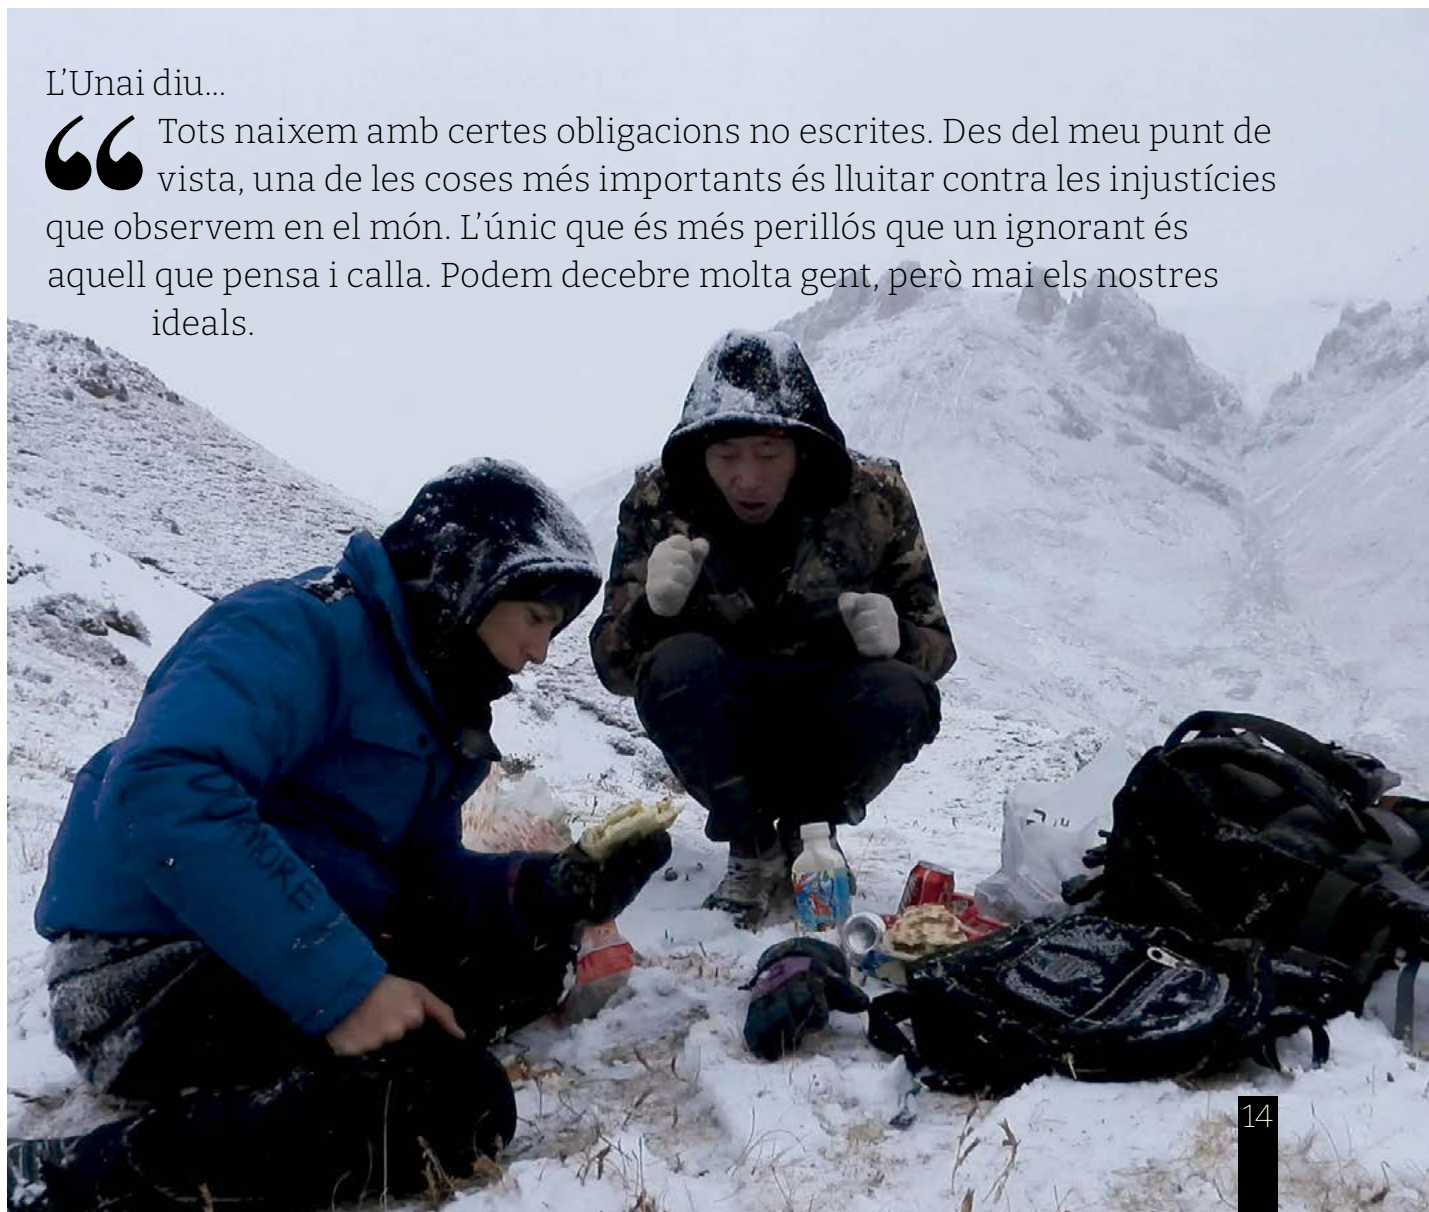 L’Unai diu...
“ Tots naixem amb certes obligacions no escrites. Des del meu punt de
vista, una de les coses més importants és lluitar contra les injustícies
que observem en el món. L’únic que és més perillós que un ignorant és
aquell que pensa i calla. Podem decebre molta gent, però mai els nostres
ideals.
14